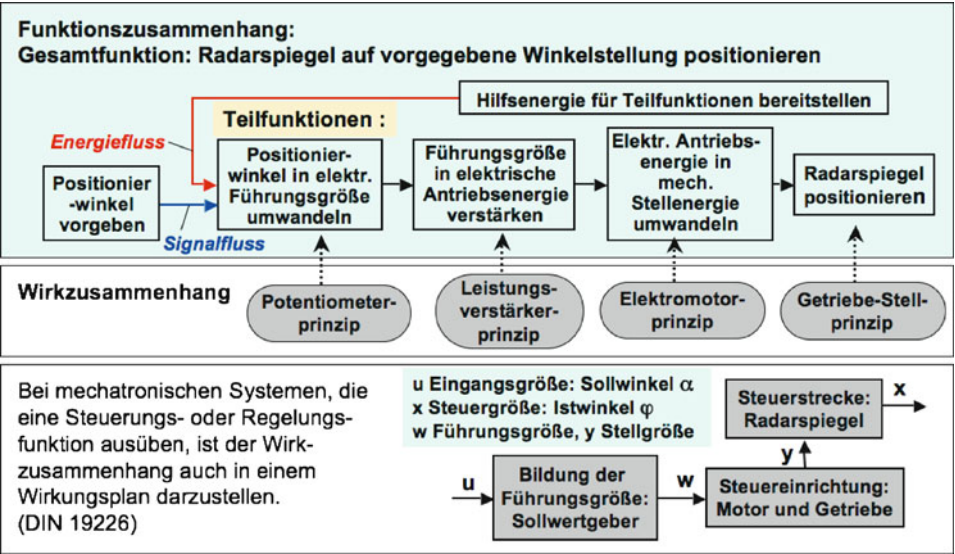 Funktionszusammenhang:
Gesamtfunktion: Radarspiegel auf vorgegebene Winkelstellung positionieren
Hilfsenergie für Teilfunktionen bereitstellen
Teilfunktionen :
Energiefluss
Positionier
-winkel
vorgeben
Signalfluss
Positionier-
winkel in elektr.
Führungsgröße
umwandeln
Führungsgröße
in elektrische
Antriebsenergie
verstärken
Elektr. Antriebs-
energie in
mech.
Stellenergie
umwandeln
Radarspiegel
positionieren
Wirkzusammenhang
Potentiometer-
prinzip
Leistungs-
verstärker-
prinzip
Elektromotor-
prinzip
Getriebe-Stell-
prinzip
Bei mechatronischen Systemen, die
eine Steuerungs- oder Regelungs-
funktion ausüben, ist der Wirk-
zusammenhang auch in einem
Wirkungsplan darzustellen.
(DIN 19226)
u Eingangsgröße: Sollwinkel α
x Steuergröße: Istwinkel φ
w Führungsgröße, y Stellgröße
u
Bildung der
Führungsgröße:
Sollwertgeber
w
Steuereinrichtung:
Motor und Getriebe
y
Steuerstrecke:
Radarspiegel
x